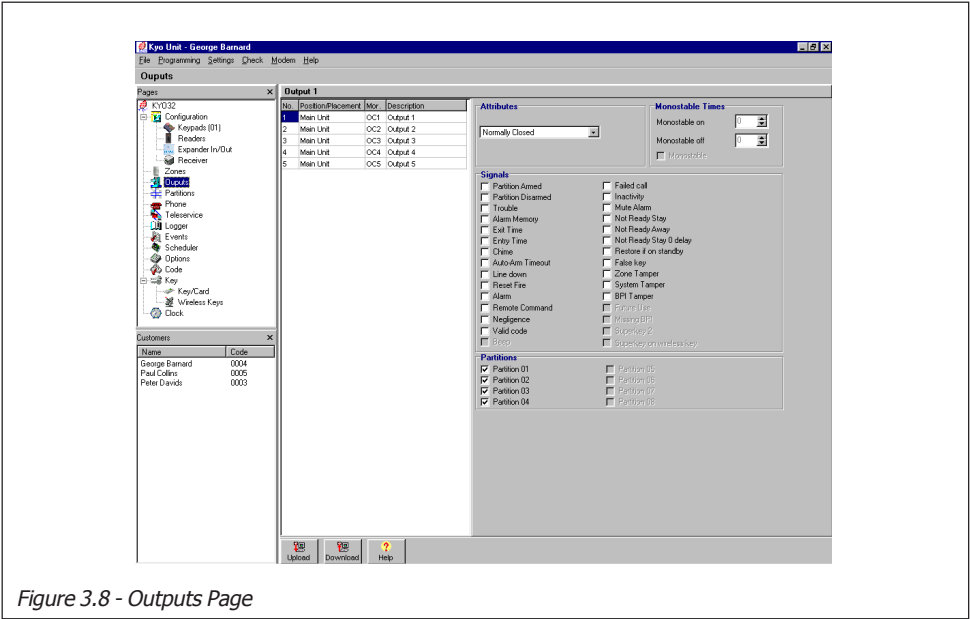 Kyo Unit - George Barnard
File Programming Settings Check Modem Help
Ouputs
Pages
KYO32
Configuration
Keypads (01)
Readers
Expander In/Out
Receiver
Zones
Ouputs
Partitions
Phone
Teleservice
Logger
Events
Scheduler
Options
Code
Key
Key/Card
Wireless Keys
Clock
Customers
Name Code
George Barnard 0004
Paul Collins 0005
Peter Davids 0003
Output 1
No. Position/Placement Mor.. Description
1 Main Unit OC1 Output 1
2 Main Unit OC2 Output 2
3 Main Unit OC3 Output 3
4 Main Unit OC4 Output 4
5 Main Unit OC5 Output 5
Attributes
Normally Closed
Monostable Times
Monostable on 0
Monostable off 0
Monostable
Signals
Partition Armed
Partition Disarmed
Trouble
Alarm Memory
Exit Time
Entry Time
Chime
Auto-Arm Timeout
Line down
Reset Fire
Alarm
Remote Command
Negligence
Valid code
Beep
Failed call
Inactivity
Mute Alarm
Not Ready Stay
Not Ready Away
Not Ready Stay 0 delay
Restore if on standby
False key
Zone Tamper
System Tamper
BPI Tamper
Future Use
Missing BPI
Superkey 2
Superkey on wireless key
Partitions
Partition 01
Partition 02
Partition 03
Partition 04
Partition 05
Partition 06
Partition 07
Partition 08
Upload Download Help
Figure 3.8 - Outputs Page